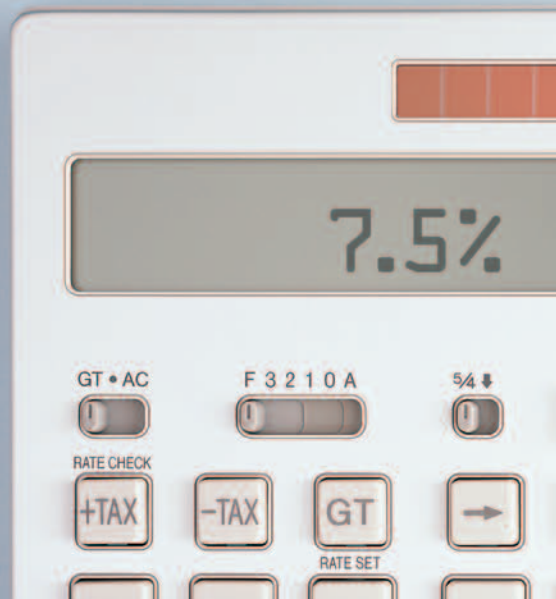 7.5%
GT • AC F 3 2 1 0 A 5/4 ⬇
RATE CHECK
+TAX -TAX GT →
RATE SET